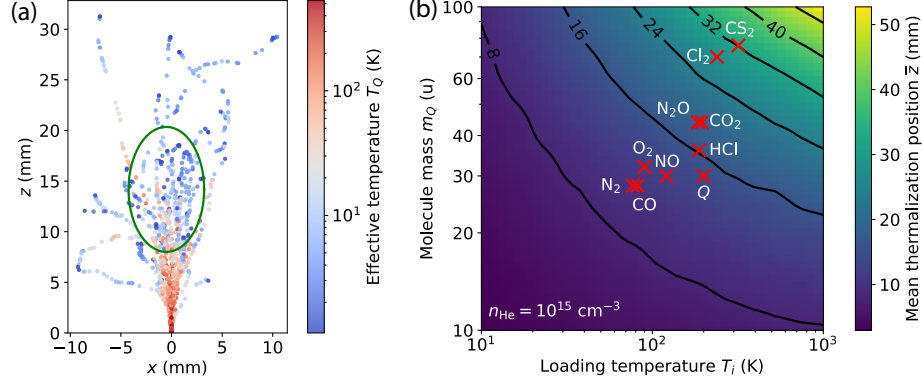 (a)
30
25
20
15
10
5
0
z (mm)
−10
−5
0
5
10
x (mm)
10²
10¹
Effective temperature T_Q (K)
(b)
100
60
40
30
20
10
Molecule mass m_Q (u)
8
16
24
32
40
CS₂
Cl₂
N₂O
CO₂
HCl
O₂
NO
N₂
CO
Q
n_He = 10¹⁵ cm⁻³
10¹
10²
10³
Loading temperature T_i (K)
50
40
30
20
10
Mean thermalization position z̅ (mm)